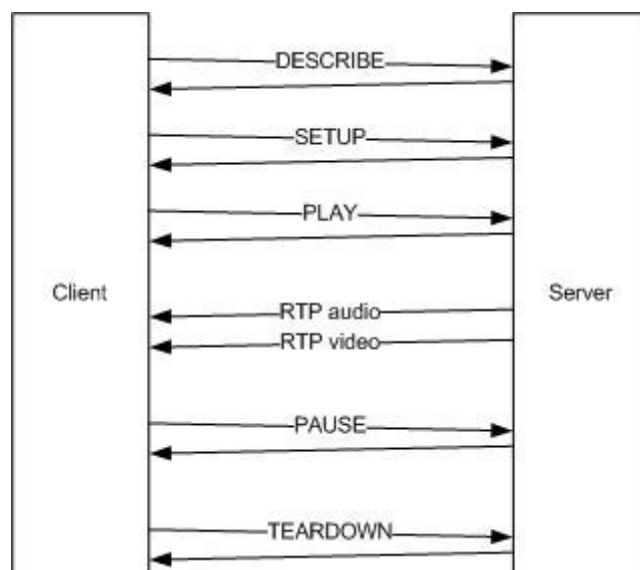 DESCRIBE
SETUP
PLAY
Client
Server
RTP audio
RTP video
PAUSE
TEARDOWN